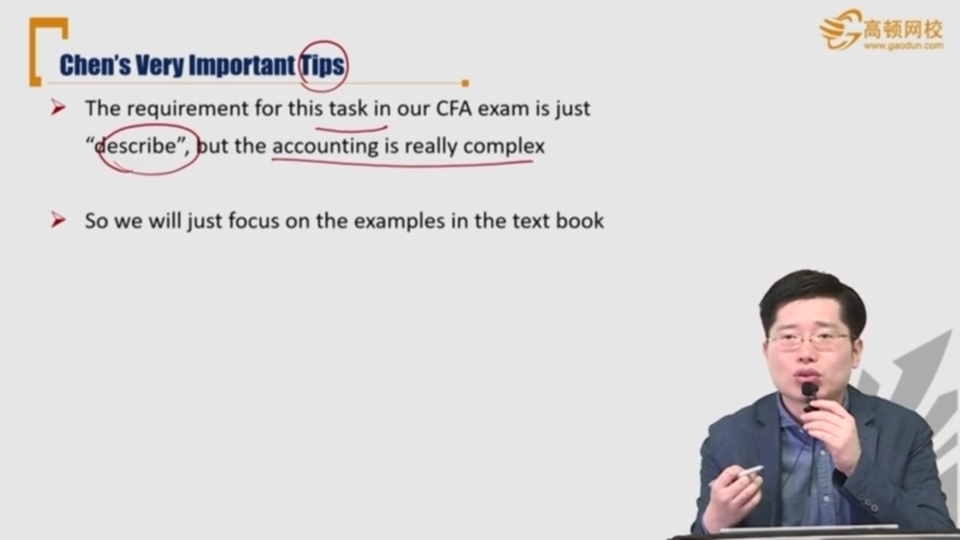 高顿网校
www.gaodun.com
Chen's Very Important Tips
The requirement for this task in our CFA exam is just
“describe”, but the accounting is really complex
So we will just focus on the examples in the text book